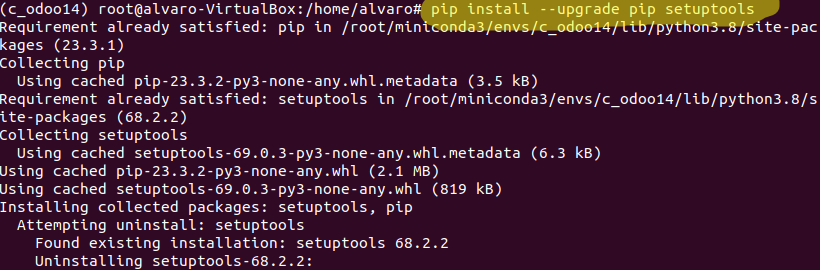 (c_odoo14) root@alvaro-VirtualBox:/home/alvaro# pip install --upgrade pip setuptools
Requirement already satisfied: pip in /root/miniconda3/envs/c_odoo14/lib/python3.8/site-pac
kages (23.3.1)
Collecting pip
  Using cached pip-23.3.2-py3-none-any.whl.metadata (3.5 kB)
Requirement already satisfied: setuptools in /root/miniconda3/envs/c_odoo14/lib/python3.8/s
ite-packages (68.2.2)
Collecting setuptools
  Using cached setuptools-69.0.3-py3-none-any.whl.metadata (6.3 kB)
Using cached pip-23.3.2-py3-none-any.whl (2.1 MB)
Using cached setuptools-69.0.3-py3-none-any.whl (819 kB)
Installing collected packages: setuptools, pip
  Attempting uninstall: setuptools
    Found existing installation: setuptools 68.2.2
    Uninstalling setuptools-68.2.2: